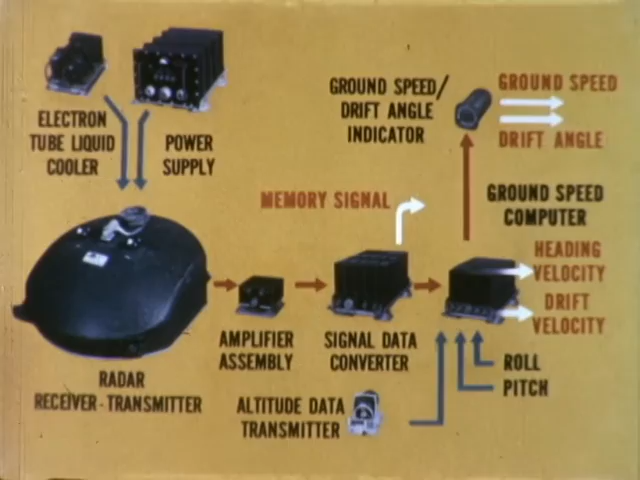 ELECTRON
TUBE LIQUID
COOLER
POWER
SUPPLY
GROUND SPEED/
DRIFT ANGLE
INDICATOR
GROUND SPEED
DRIFT ANGLE
MEMORY SIGNAL
GROUND SPEED
COMPUTER
HEADING
VELOCITY
DRIFT
VELOCITY
AMPLIFIER
ASSEMBLY
SIGNAL DATA
CONVERTER
ROLL
PITCH
RADAR
RECEIVER-TRANSMITTER
ALTITUDE DATA
TRANSMITTER